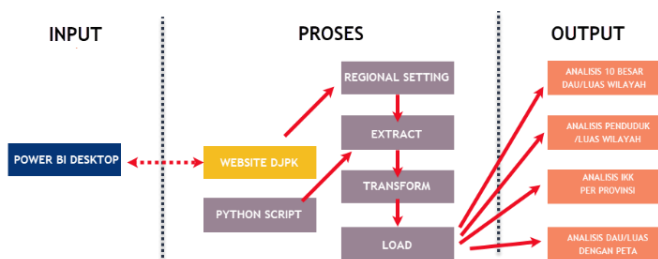 INPUT
PROSES
OUTPUT
REGIONAL SETTING
ANALISIS 10 BESAR
DAU/LUAS WILAYAH
EXTRACT
ANALISIS PENDUDUK
/LUAS WILAYAH
POWER BI DESKTOP
WEBSITE DJPK
TRANSFORM
ANALISIS IKK
PER PROVINSI
PYTHON SCRIPT
LOAD
ANALISIS DAU/LUAS
DENGAN PETA